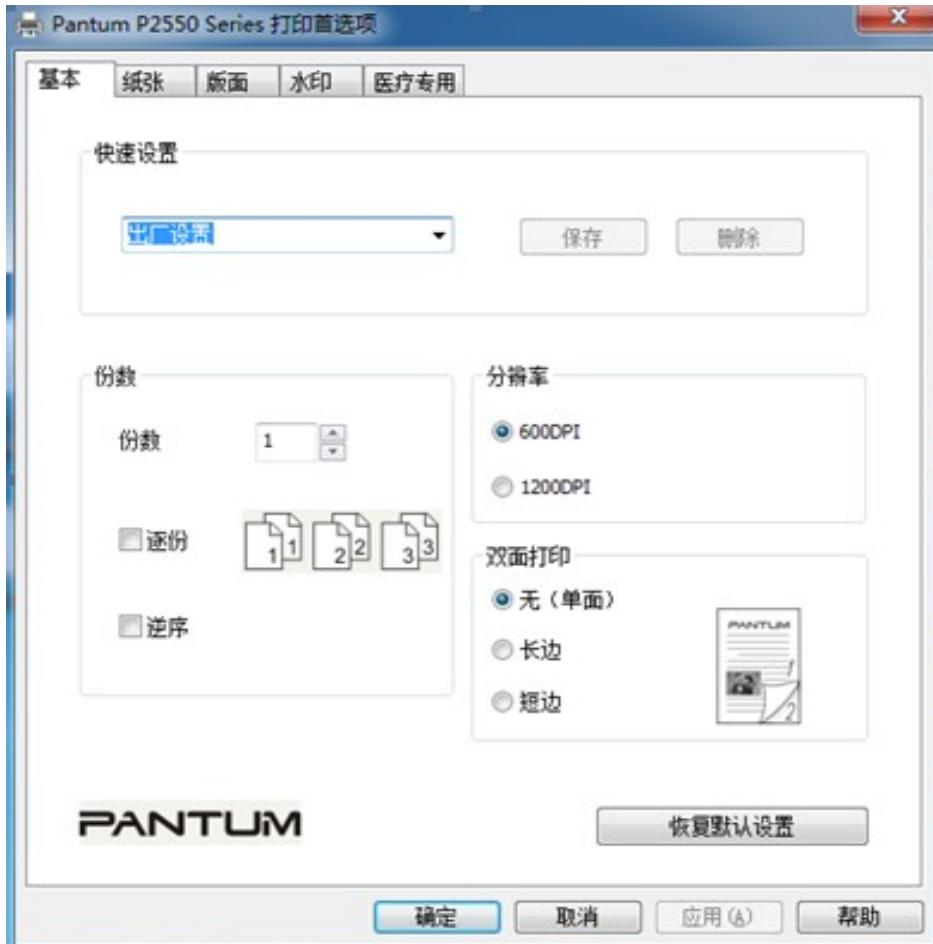 Pantum P2550 Series 打印首选项
基本 纸张 版面 水印 医疗专用
快速设置
出厂设置 保存 删除
份数
份数 1
逐份 1 1 2 2 3 3
逆序
分辨率
600DPI
1200DPI
双面打印
无（单面）
长边
短边
PANTUM
1
2
PANTUM
恢复默认设置
确定 取消 应用(A) 帮助